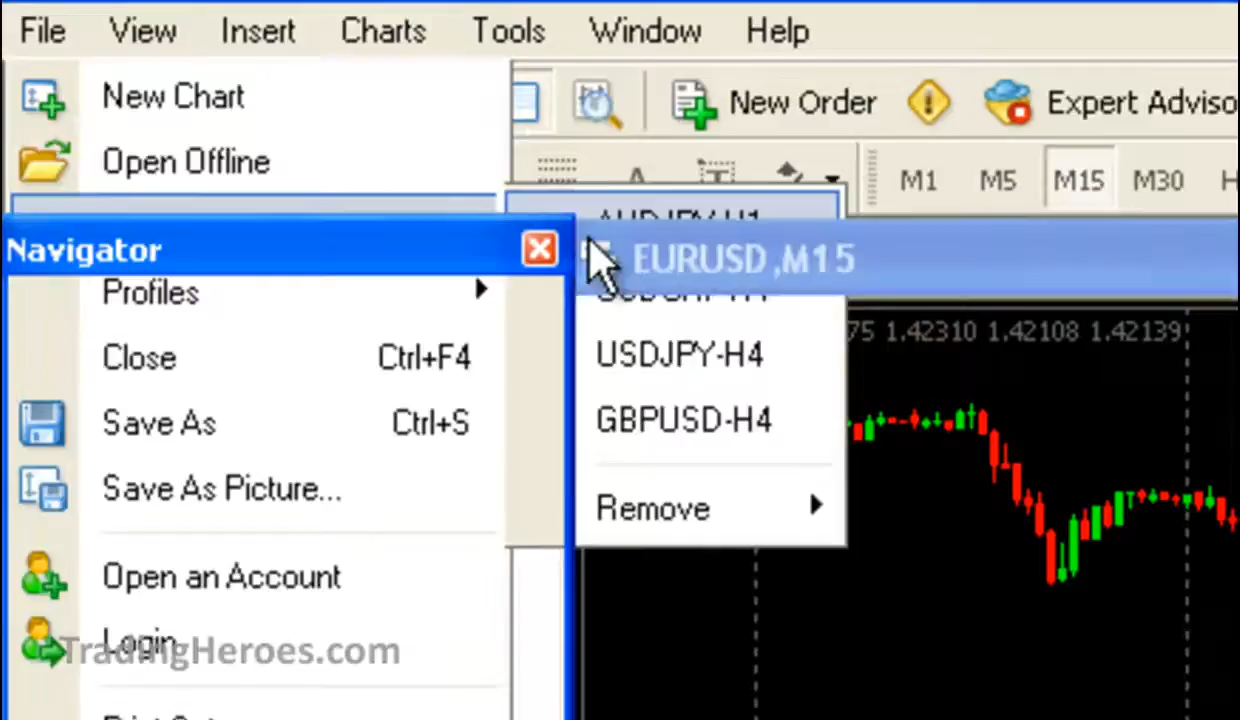 File View Insert Charts Tools Window Help
New Chart
New Order
Expert Adviso
Open Offline
M1 M5 M15 M30 H
Navigator
EURUSD,M15
Profiles
75 1.42310 1.42108 1.42139
Close Ctrl+F4
USDJPY-H4
Save As Ctrl+S
GBPUSD-H4
Save As Picture...
Remove
Open an Account
Login
TradingHeroes.com